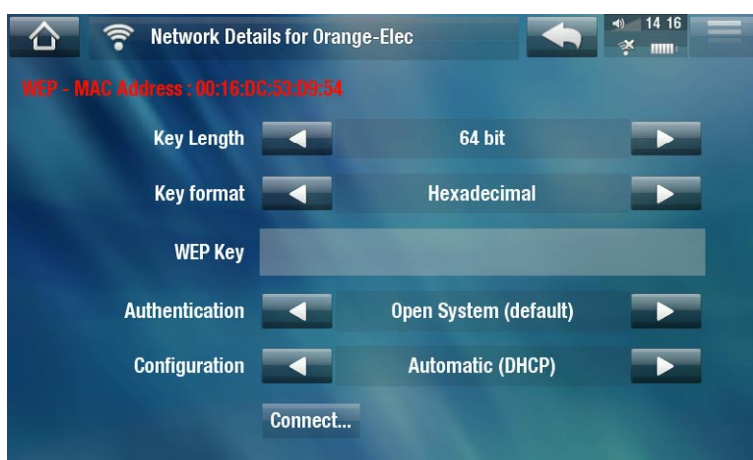 Network Details for Orange-Elec
14 16
WEP - MAC Address : 00:16:DC:53:D9:54
Key Length 64 bit
Key format Hexadecimal
WEP Key
Authentication Open System (default)
Configuration Automatic (DHCP)
Connect...